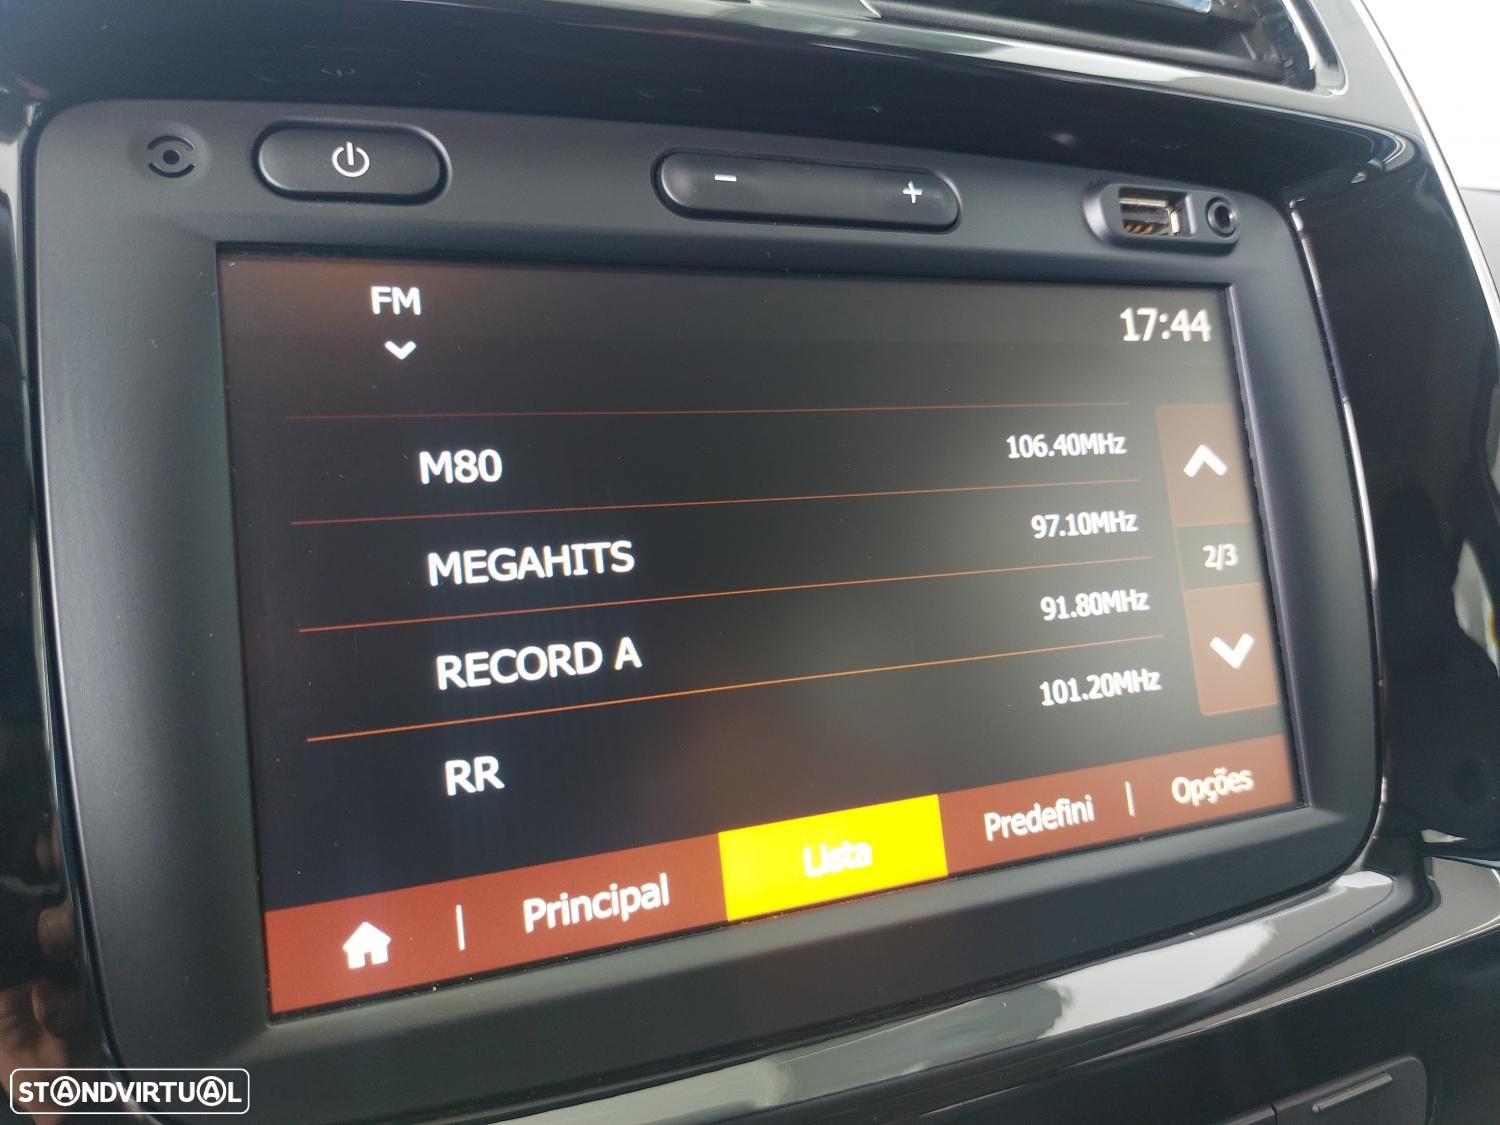 FM
17:44
M80 106.40MHz
MEGAHITS 97.10MHz
RECORD A 91.80MHz
RR 101.20MHz
2/3
Principal | Lista Predefini | Opções
STANDVIRTUAL